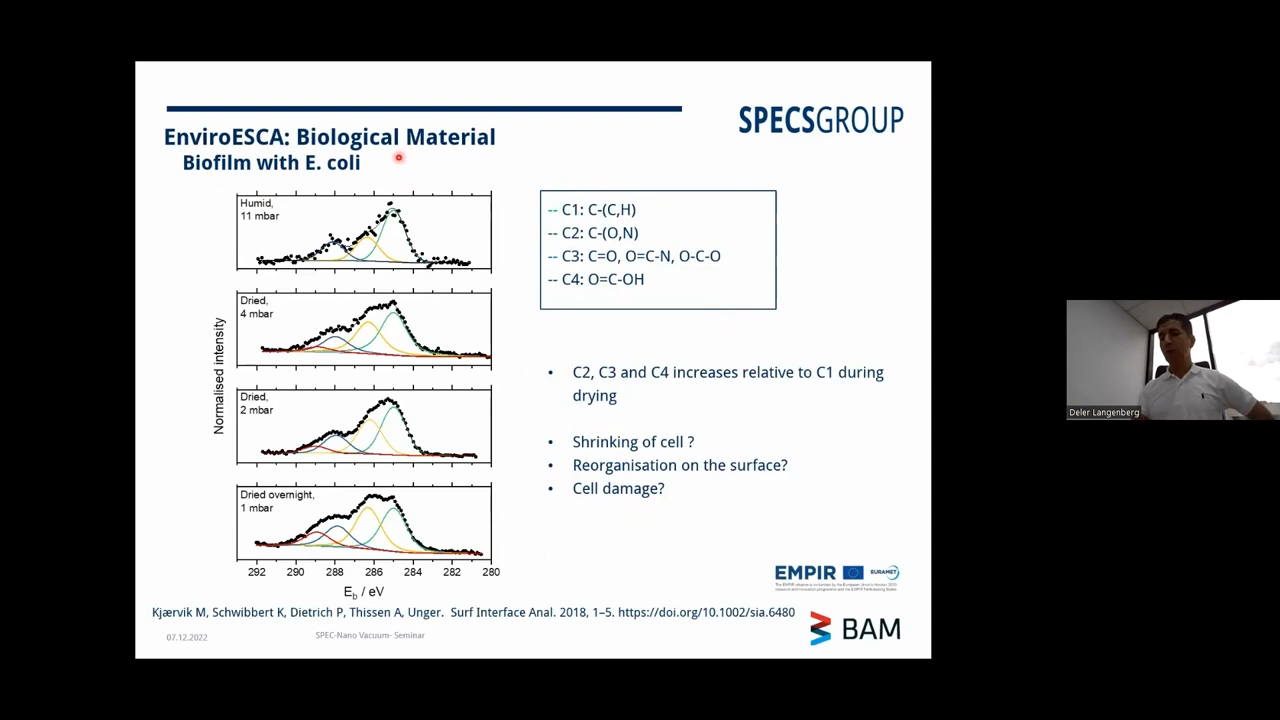 SPECSGROUP
EnviroESCA: Biological Material
Biofilm with E. coli
Humid,
11 mbar
Dried,
4 mbar
Dried,
2 mbar
Dried overnight,
1 mbar
Normalised intensity
292 290 288 286 284 282 280
Eb / eV
-- C1: C-(C,H)
-- C2: C-(O,N)
-- C3: C=O, O=C-N, O-C-O
-- C4: O=C-OH
• C2, C3 and C4 increases relative to C1 during
drying
• Shrinking of cell ?
• Reorganisation on the surface?
• Cell damage?
EMPIR
EURAMET
Kjærvik M, Schwibbert K, Dietrich P, Thissen A, Unger. Surf Interface Anal. 2018, 1–5. https://doi.org/10.1002/sia.6480
07.12.2022
SPEC-Nano Vacuum- Seminar
BAM
Deler Langenberg